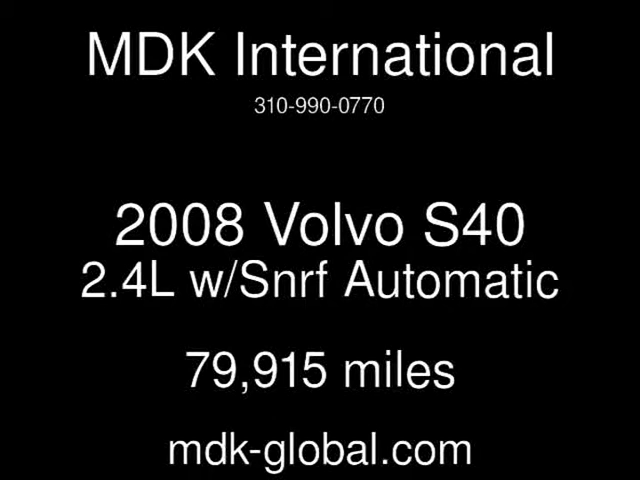 MDK International
310-990-0770
2008 Volvo S40
2.4L w/Snrf Automatic
79,915 miles
mdk-global.com